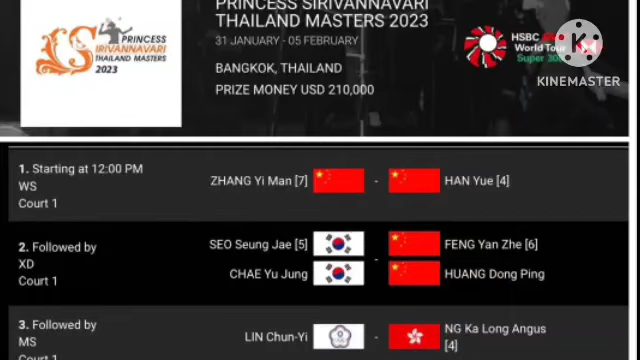 PRINCESS SIRIVANNAVARI
THAILAND MASTERS 2023
31 JANUARY - 05 FEBRUARY
BANGKOK, THAILAND
PRIZE MONEY USD 210,000
PRINCESS
SIRIVANNAVARI
THAILAND MASTERS
2023
HSBC
World Tour
Super 300
KINEMASTER
1. Starting at 12:00 PM
WS
Court 1
ZHANG Yi Man [7] - HAN Yue [4]
2. Followed by
XD
Court 1
SEO Seung Jae [5] - FENG Yan Zhe [6]
CHAE Yu Jung HUANG Dong Ping
3. Followed by
MS
Court 1
LIN Chun-Yi - NG Ka Long Angus
[4]